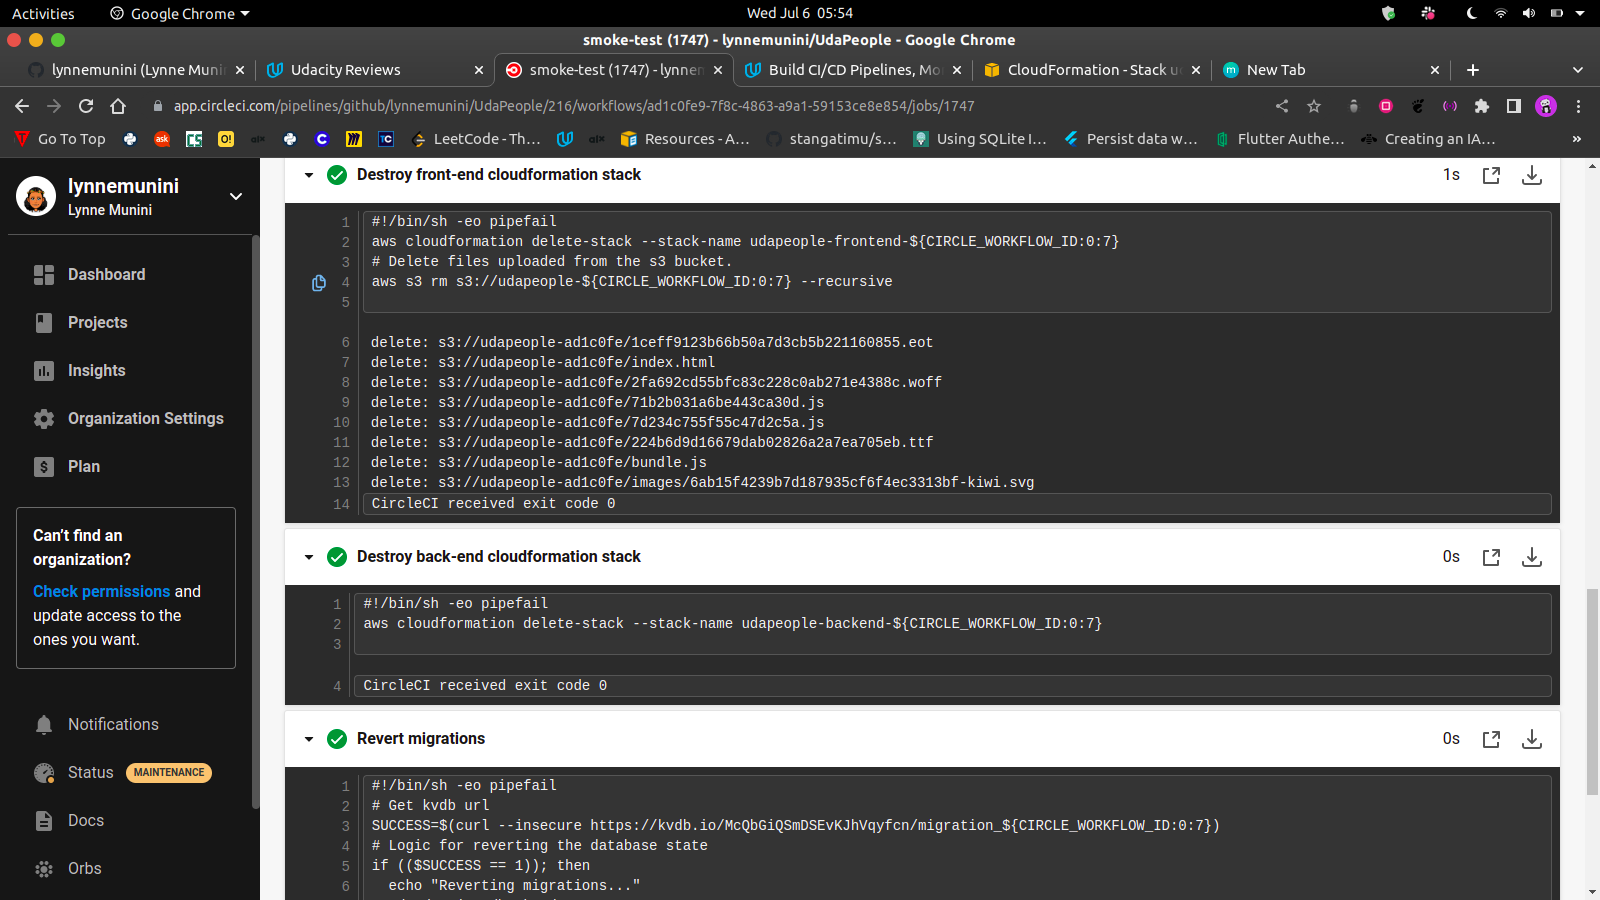 Activities
Google Chrome
Wed Jul 6 05:54
smoke-test (1747) - lynnemunini/UdaPeople - Google Chrome
lynnemunini (Lynne Muni
Udacity Reviews
smoke-test (1747) - lynne
Build CI/CD Pipelines, Mo
CloudFormation - Stack u
New Tab
app.circleci.com/pipelines/github/lynnemunini/UdaPeople/216/workflows/ad1c0fe9-7f8c-4863-a9a1-59153ce8e854/jobs/1747
Go To Top
LeetCode - Th...
Resources - A...
stangatimu/s...
Using SQLite I...
Persist data w...
Flutter Authe...
Creating an IA...
»
lynnemunini
Lynne Munini
Dashboard
Projects
Insights
Organization Settings
Plan
Can't find an
organization?
Check permissions and
update access to the
ones you want.
Notifications
Status MAINTENANCE
Docs
Orbs
Destroy front-end cloudformation stack 1s
1 #!/bin/sh -eo pipefail
2 aws cloudformation delete-stack --stack-name udapeople-frontend-${CIRCLE_WORKFLOW_ID:0:7}
3 # Delete files uploaded from the s3 bucket.
4 aws s3 rm s3://udapeople-${CIRCLE_WORKFLOW_ID:0:7} --recursive
5
6 delete: s3://udapeople-ad1c0fe/1ceff9123b66b50a7d3cb5b221160855.eot
7 delete: s3://udapeople-ad1c0fe/index.html
8 delete: s3://udapeople-ad1c0fe/2fa692cd55bfc83c228c0ab271e4388c.woff
9 delete: s3://udapeople-ad1c0fe/71b2b031a6be443ca30d.js
10 delete: s3://udapeople-ad1c0fe/7d234c755f55c47d2c5a.js
11 delete: s3://udapeople-ad1c0fe/224b6d9d16679dab02826a2a7ea705eb.ttf
12 delete: s3://udapeople-ad1c0fe/bundle.js
13 delete: s3://udapeople-ad1c0fe/images/6ab15f4239b7d187935cf6f4ec3313bf-kiwi.svg
14 CircleCI received exit code 0
Destroy back-end cloudformation stack 0s
1 #!/bin/sh -eo pipefail
2 aws cloudformation delete-stack --stack-name udapeople-backend-${CIRCLE_WORKFLOW_ID:0:7}
3
4 CircleCI received exit code 0
Revert migrations 0s
1 #!/bin/sh -eo pipefail
2 # Get kvdb url
3 SUCCESS=$(curl --insecure https://kvdb.io/McQbGiQSmDSEvKJhVqyfcn/migration_${CIRCLE_WORKFLOW_ID:0:7})
4 # Logic for reverting the database state
5 if (($SUCCESS == 1)); then
6 echo "Reverting migrations..."